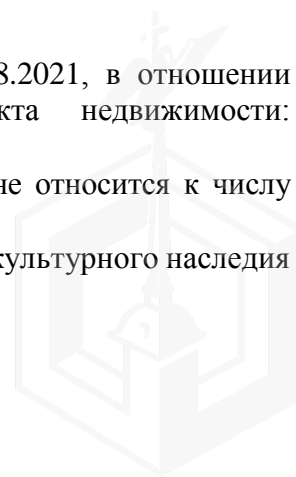 8.2021, в отношении
кта недвижимости:
не относится к числу
культурного наследия